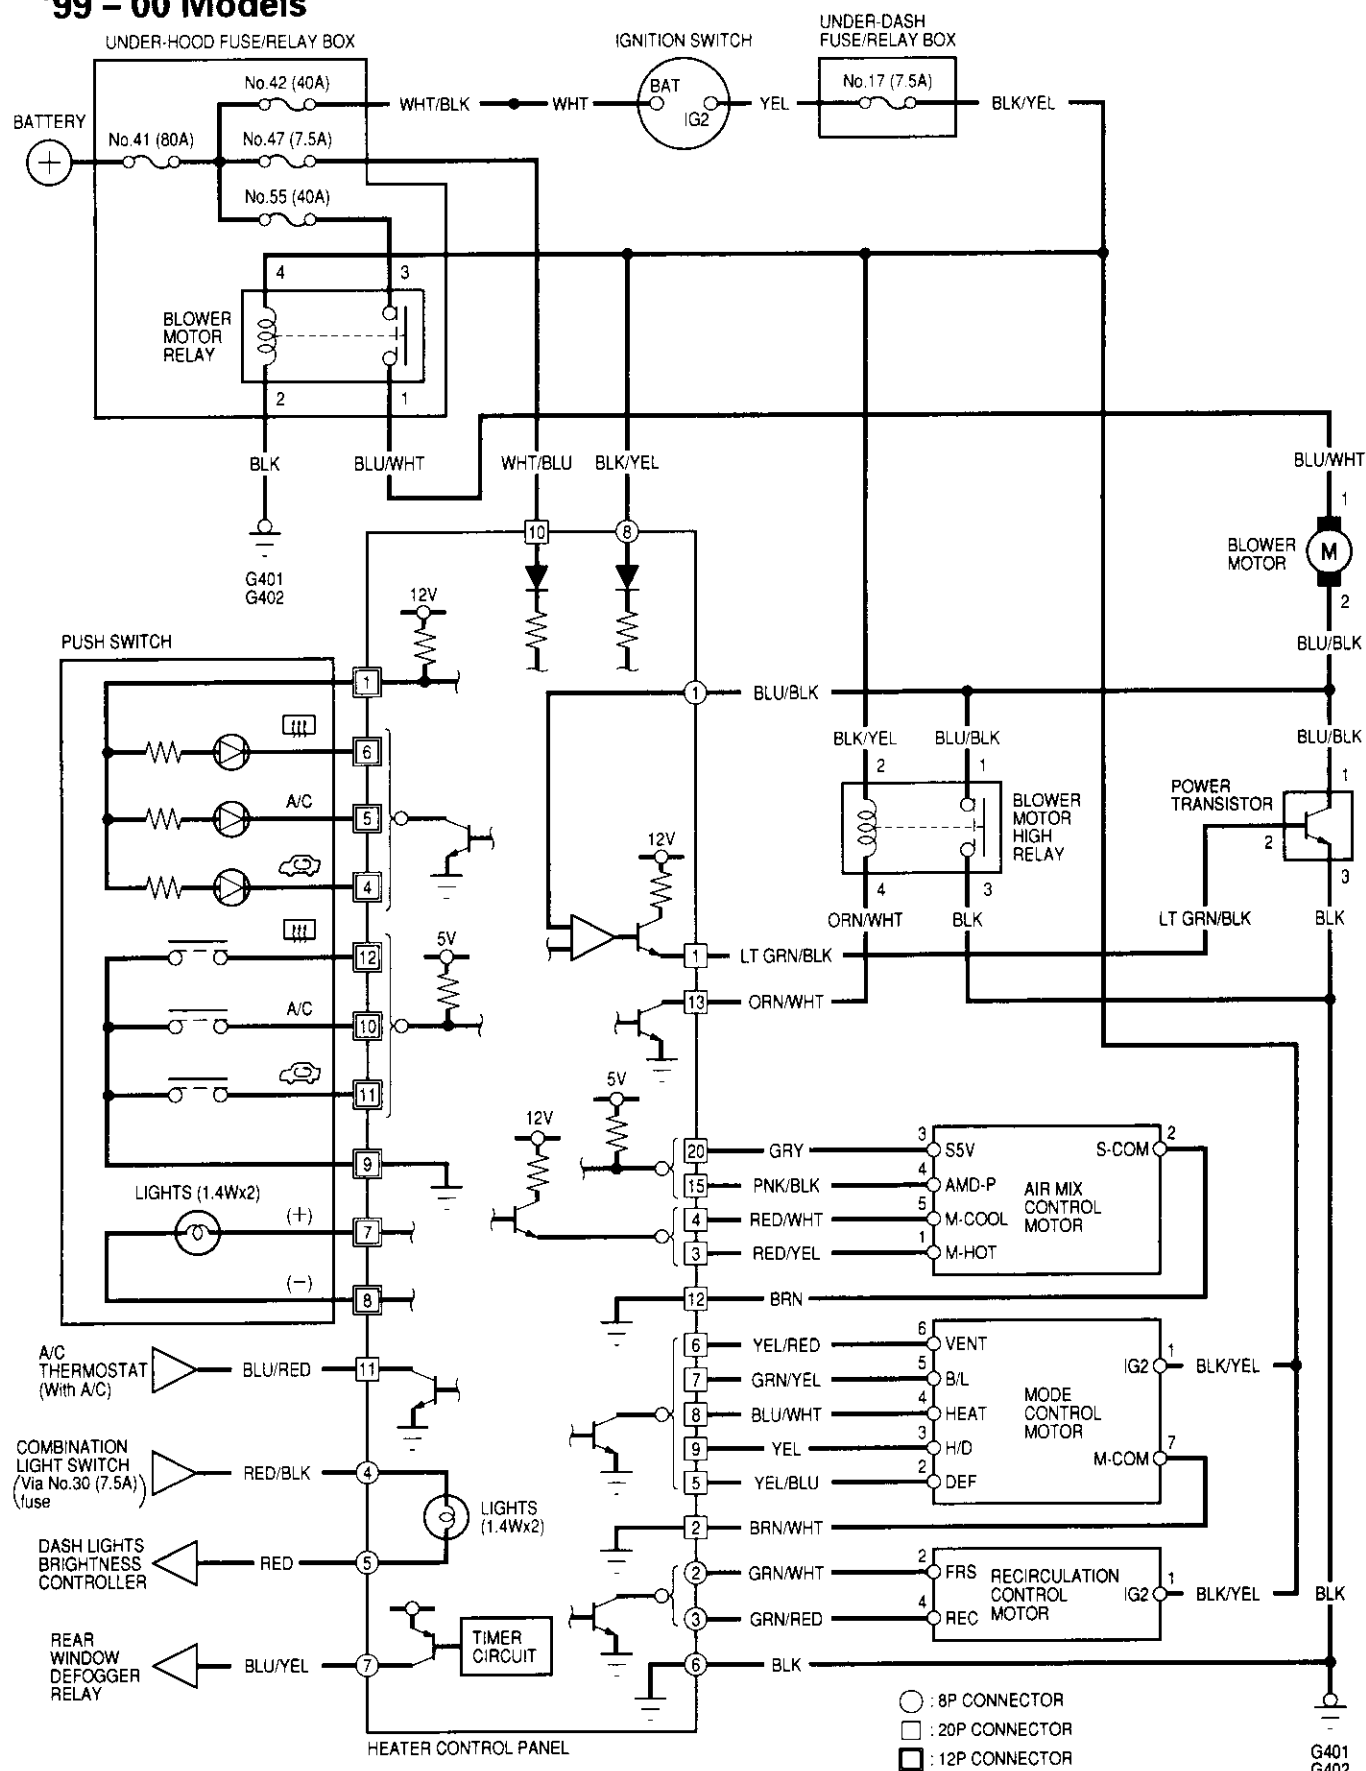 '99 – 00 Models
UNDER-HOOD FUSE/RELAY BOX
IGNITION SWITCH
UNDER-DASH
FUSE/RELAY BOX
No.42 (40A)
BAT
No.17 (7.5A)
WHT/BLK
WHT
YEL
BLK/YEL
IG2
BATTERY
No.41 (80A)
No.47 (7.5A)
+
No.55 (40A)
4
3
BLOWER
MOTOR
RELAY
2
1
BLK
BLU/WHT
WHT/BLU
BLK/YEL
BLU/WHT
1
10
8
BLOWER
MOTOR
M
G401
G402
12V
2
PUSH SWITCH
BLU/BLK
1
1
BLU/BLK
6
BLK/YEL
BLU/BLK
BLU/BLK
2
1
1
A/C
5
POWER
TRANSISTOR
BLOWER
MOTOR
HIGH
RELAY
12V
2
4
4
3
3
ORN/WHT
BLK
LT GRN/BLK
BLK
12
5V
1
LT GRN/BLK
A/C
10
13
ORN/WHT
11
5V
12V
9
20
GRY
3
S5V
S-COM
2
15
PNK/BLK
4
AMD-P
AIR MIX
CONTROL
MOTOR
LIGHTS (1.4Wx2)
(+)
7
4
RED/WHT
5
M-COOL
3
RED/YEL
1
M-HOT
(−)
8
12
BRN
A/C
THERMOSTAT
(With A/C)
BLU/RED
11
6
YEL/RED
6
VENT
7
GRN/YEL
5
B/L
IG2
1
BLK/YEL
8
BLU/WHT
4
HEAT
MODE
CONTROL
MOTOR
9
YEL
3
H/D
M-COM
7
5
YEL/BLU
2
DEF
COMBINATION
LIGHT SWITCH
(Via No.30 (7.5A)
fuse)
RED/BLK
4
LIGHTS
(1.4Wx2)
2
BRN/WHT
DASH LIGHTS
BRIGHTNESS
CONTROLLER
RED
5
2
GRN/WHT
2
FRS
RECIRCULATION
CONTROL
MOTOR
IG2
1
BLK/YEL
BLK
3
GRN/RED
4
REC
REAR
WINDOW
DEFOGGER
RELAY
BLU/YEL
7
TIMER
CIRCUIT
6
BLK
: 8P CONNECTOR
: 20P CONNECTOR
: 12P CONNECTOR
HEATER CONTROL PANEL
G401
G402